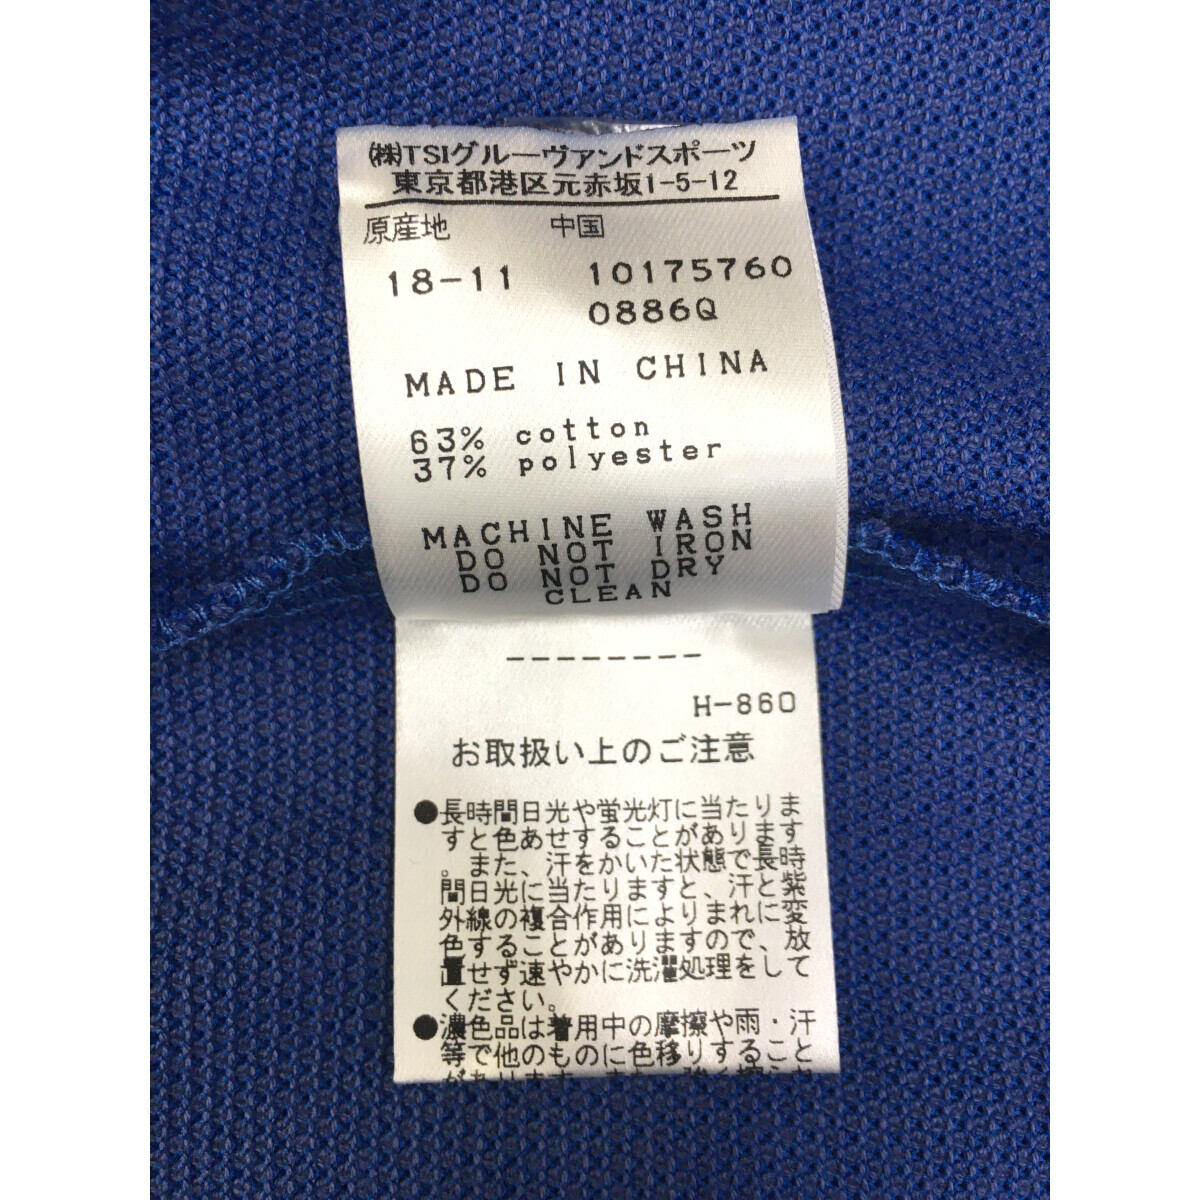 ㈱TSIグルーヴァンドスポーツ
東京都港区元赤坂1-5-12
原産地 中国
18-11 10175760
0886Q
MADE IN CHINA
63% cotton
37% polyester
MACHINE WASH
DO NOT IRON
DO NOT DRY
CLEAN
--------
H-860
お取扱い上のご注意
●長時間日光や蛍光灯に当たりま
すと色あせすることがあります
。また、汗をかいた状態で長時
間日光に当たりますと、汗と紫
外線の複合作用によりまれに変
色することがありますので、放
置せず速やかに洗濯処理をして
ください。
●濃色品は着用中の摩擦や雨・汗
等で他のものに色移りすること